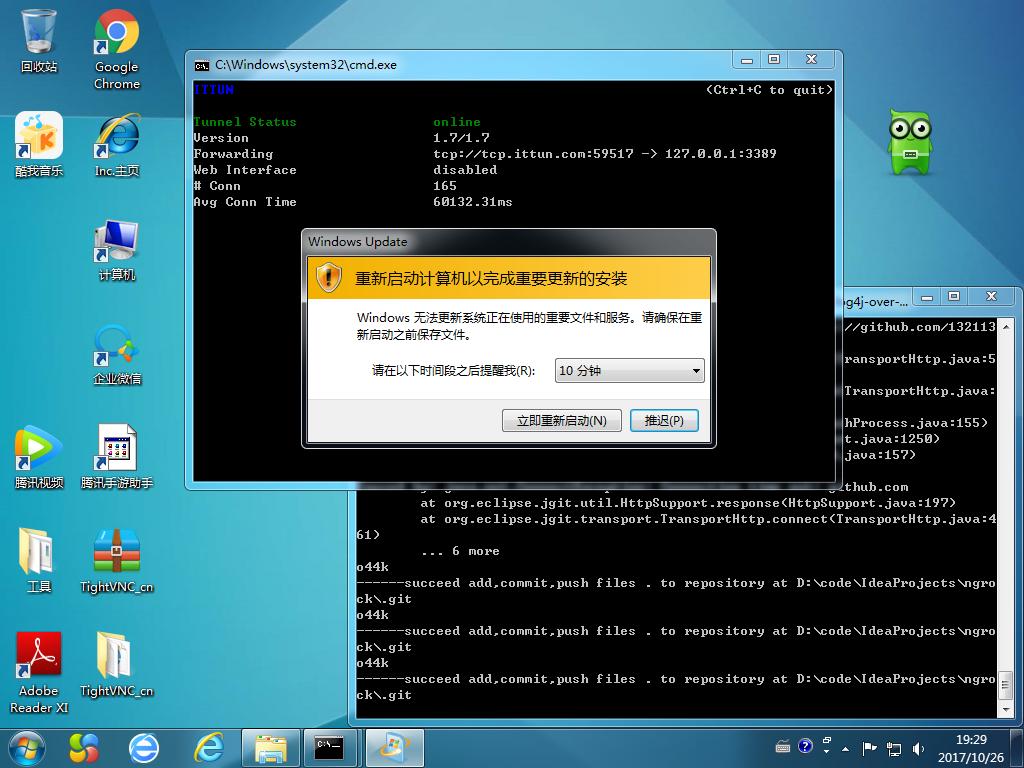 回收站
Google
Chrome
酷我音乐
Inc.主页
计算机
企业微信
腾讯视频
腾讯手游助手
工具
TightVNC_cn
Adobe
Reader XI
TightVNC_cn
C:\Windows\system32\cmd.exe
ITTUN
(Ctrl+C to quit)
Tunnel Status online
Version 1.7/1.7
Forwarding tcp://tcp.ittun.com:59517 -> 127.0.0.1:3389
Web Interface disabled
# Conn 165
Avg Conn Time 60132.31ms
Windows Update
重新启动计算机以完成重要更新的安装
Windows 无法更新系统正在使用的重要文件和服务。请确保在重
新启动之前保存文件。
请在以下时间段之后提醒我(R):
10 分钟
立即重新启动(N)
推迟(P)
og4j-over-...
//github.com/132113
ransportHttp.java:5
TransportHttp.java:
hProcess.java:155)
t.java:1250)
.java:157)
github.com
at org.eclipse.jgit.util.HttpSupport.response(HttpSupport.java:197)
at org.eclipse.jgit.transport.TransportHttp.connect(TransportHttp.java:4
61)
... 6 more
o44k
------succeed add,commit,push files . to repository at D:\code\IdeaProjects\ngro
ck\.git
o44k
------succeed add,commit,push files . to repository at D:\code\IdeaProjects\ngro
ck\.git
o44k
------succeed add,commit,push files . to repository at D:\code\IdeaProjects\ngro
ck\.git
19:29
2017/10/26